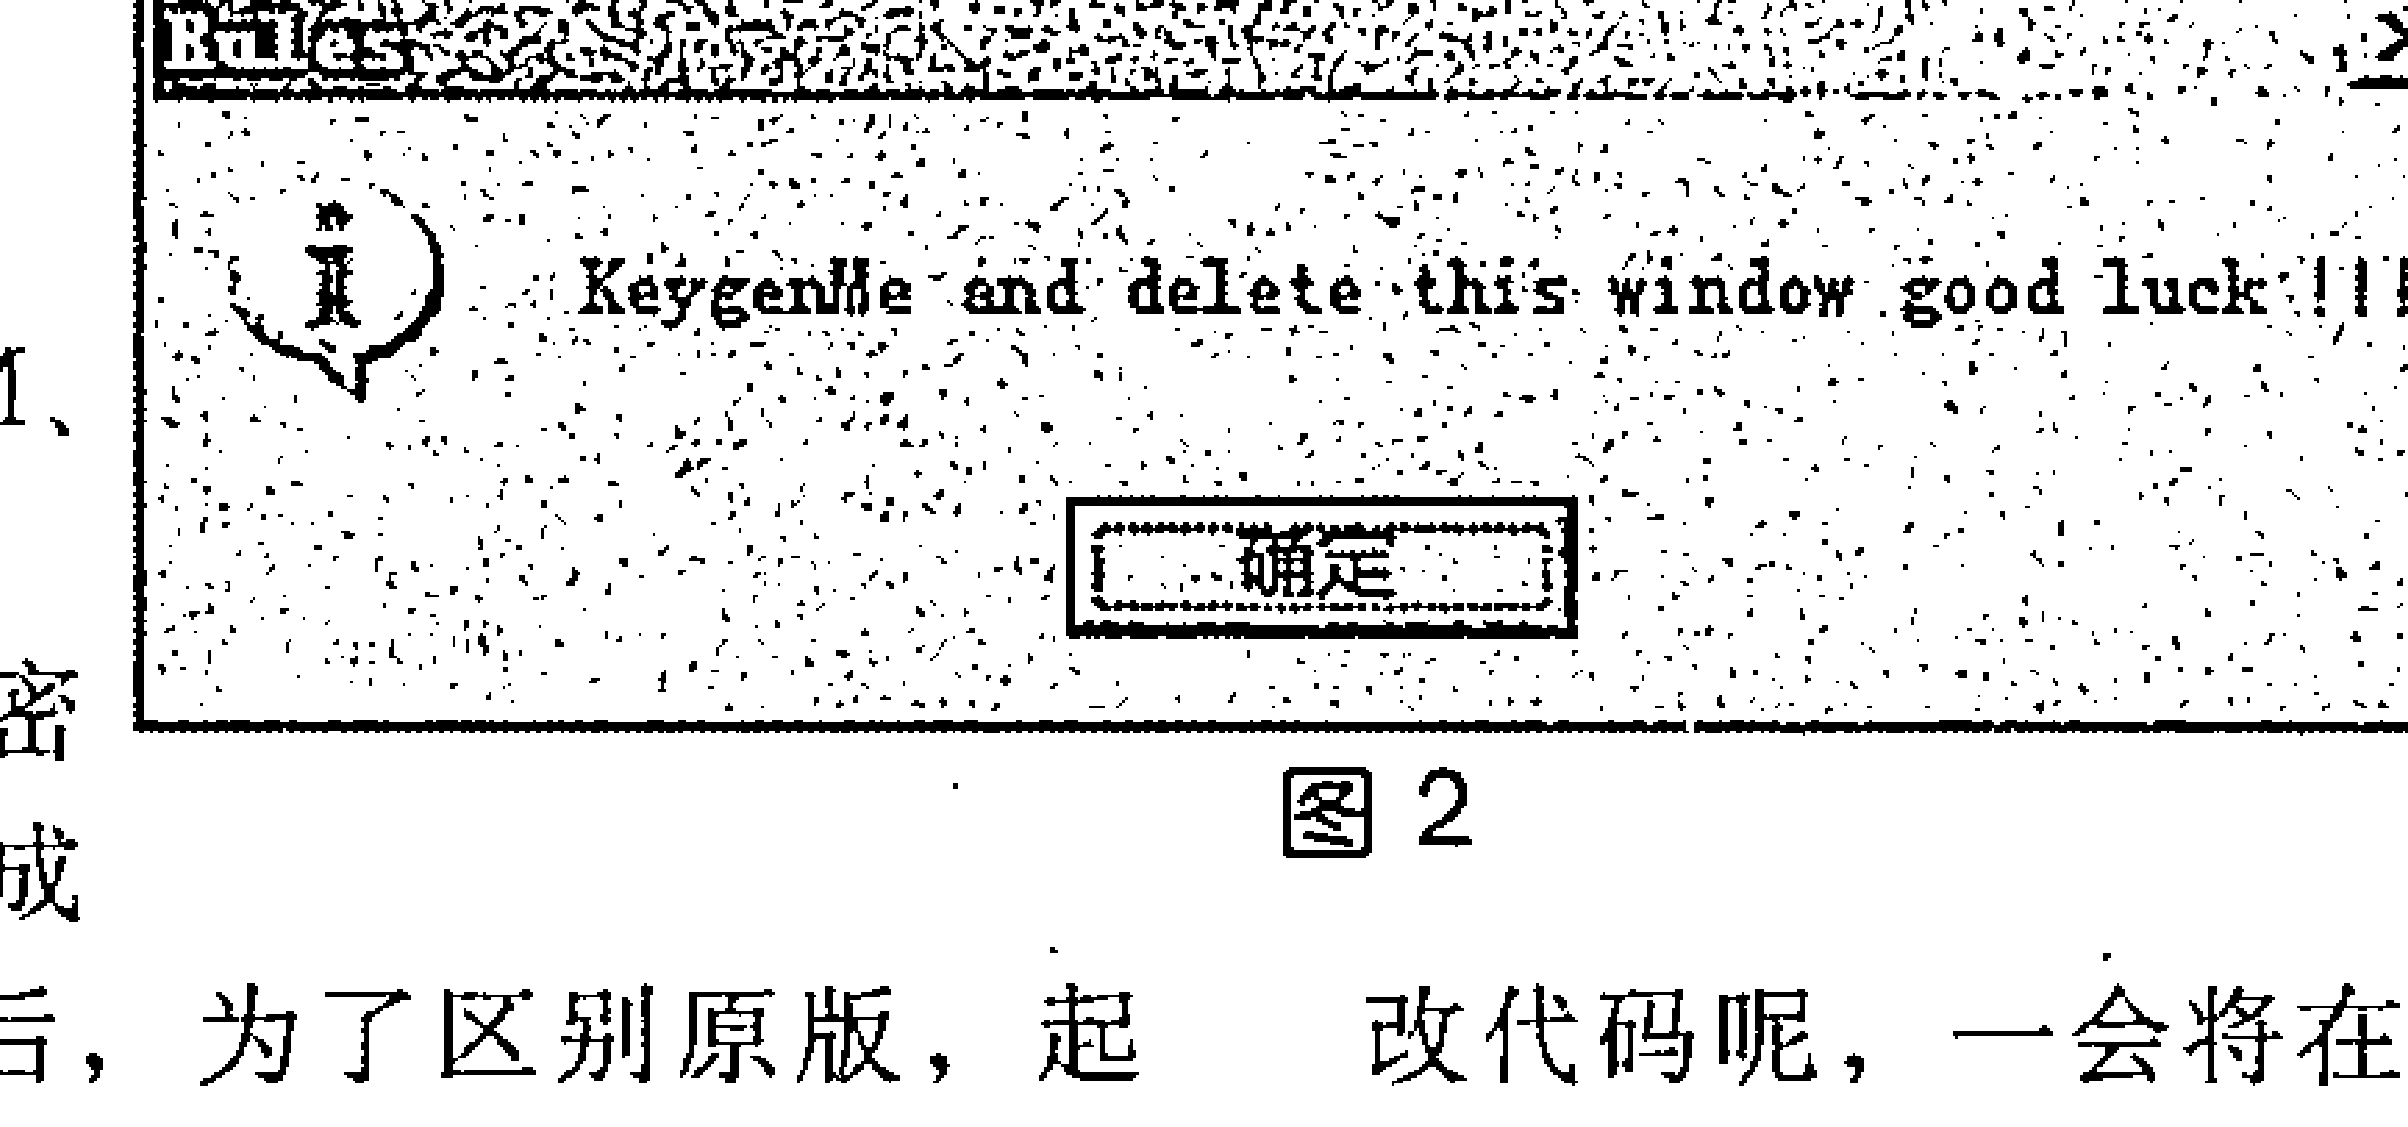 Rules
KeygenMe and delete this window good luck !!!
确定
图 2
密
成
后，为了区别原版，起
改代码呢，一会将在